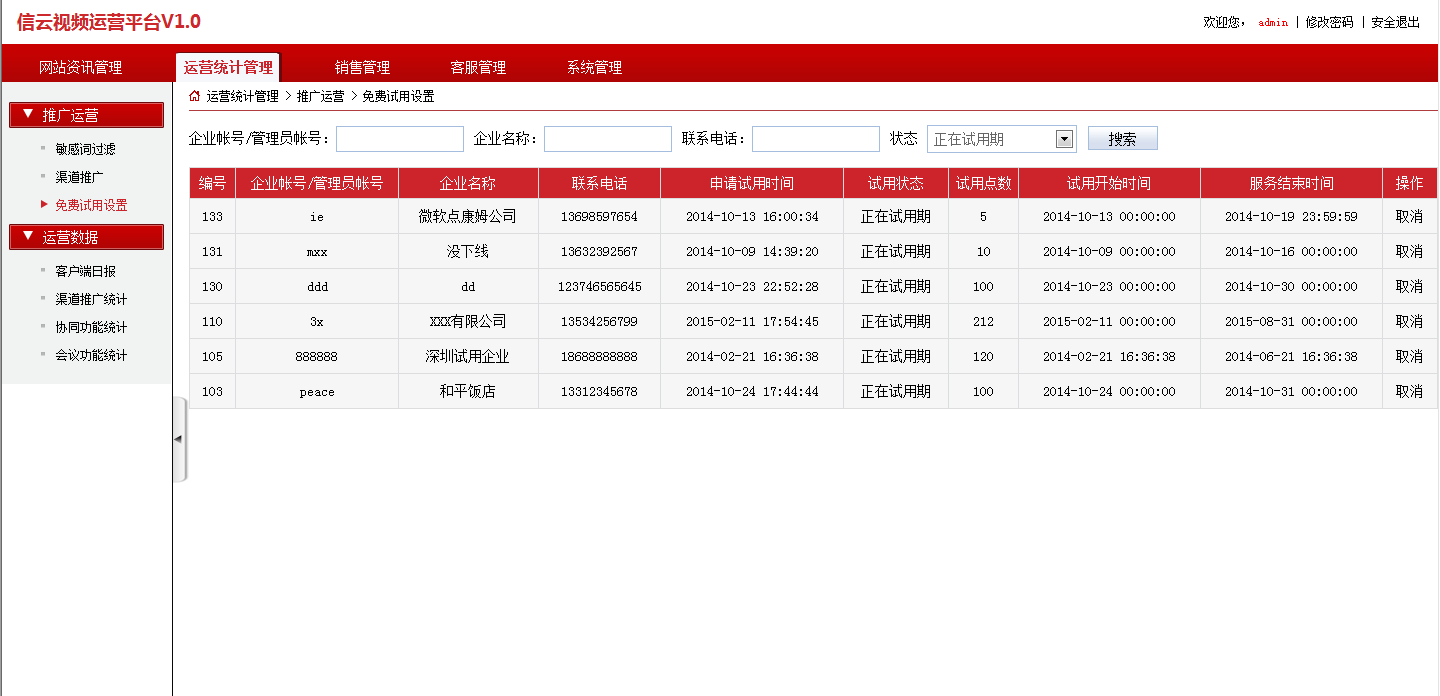 信云视频运营平台V1.0
欢迎您， admin | 修改密码 | 安全退出
网站资讯管理 运营统计管理 销售管理 客服管理 系统管理
▼ 推广运营
敏感词过滤
渠道推广
免费试用设置
▼ 运营数据
客户端日报
渠道推广统计
协同功能统计
会议功能统计
运营统计管理 > 推广运营 > 免费试用设置
企业帐号/管理员帐号： 企业名称： 联系电话： 状态 正在试用期 搜索
编号 企业帐号/管理员帐号 企业名称 联系电话 申请试用时间 试用状态 试用点数 试用开始时间 服务结束时间 操作
133 ie 微软点康姆公司 13698597654 2014-10-13 16:00:34 正在试用期 5 2014-10-13 00:00:00 2014-10-19 23:59:59 取消
131 mxx 没下线 13632392567 2014-10-09 14:39:20 正在试用期 10 2014-10-09 00:00:00 2014-10-16 00:00:00 取消
130 ddd dd 123746565645 2014-10-23 22:52:28 正在试用期 100 2014-10-23 00:00:00 2014-10-30 00:00:00 取消
110 3x XXX有限公司 13534256799 2015-02-11 17:54:45 正在试用期 212 2015-02-11 00:00:00 2015-08-31 00:00:00 取消
105 888888 深圳试用企业 18688888888 2014-02-21 16:36:38 正在试用期 120 2014-02-21 16:36:38 2014-06-21 16:36:38 取消
103 peace 和平饭店 13312345678 2014-10-24 17:44:44 正在试用期 100 2014-10-24 00:00:00 2014-10-31 00:00:00 取消